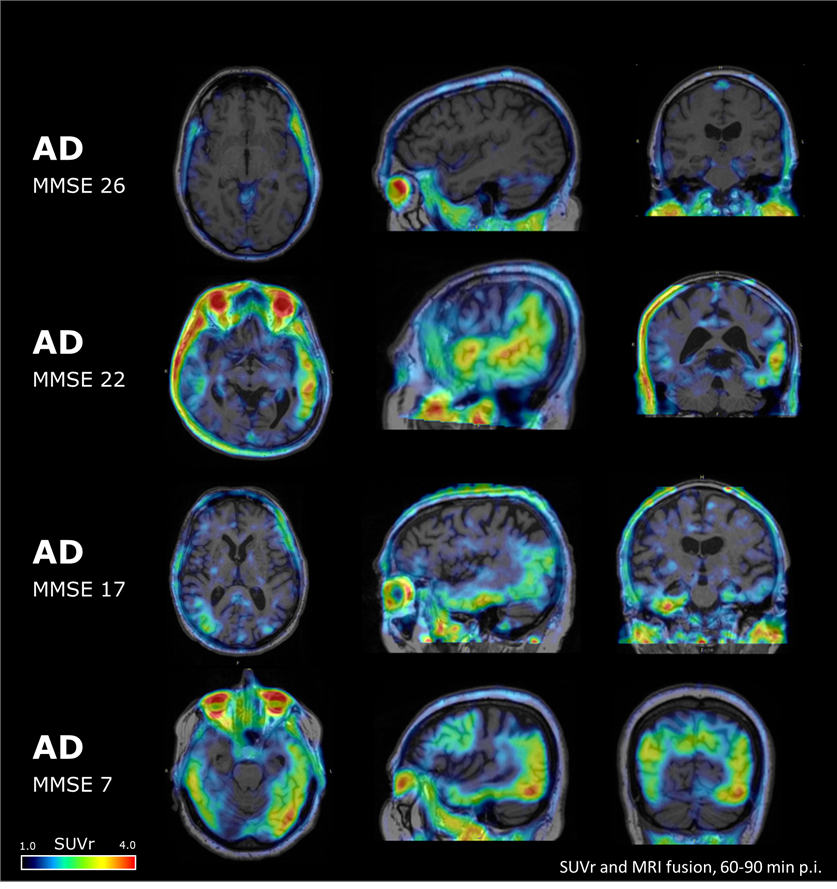 AD
MMSE 26
AD
MMSE 22
AD
MMSE 17
AD
MMSE 7
1.0 SUVr 4.0
SUVr and MRI fusion, 60-90 min p.i.